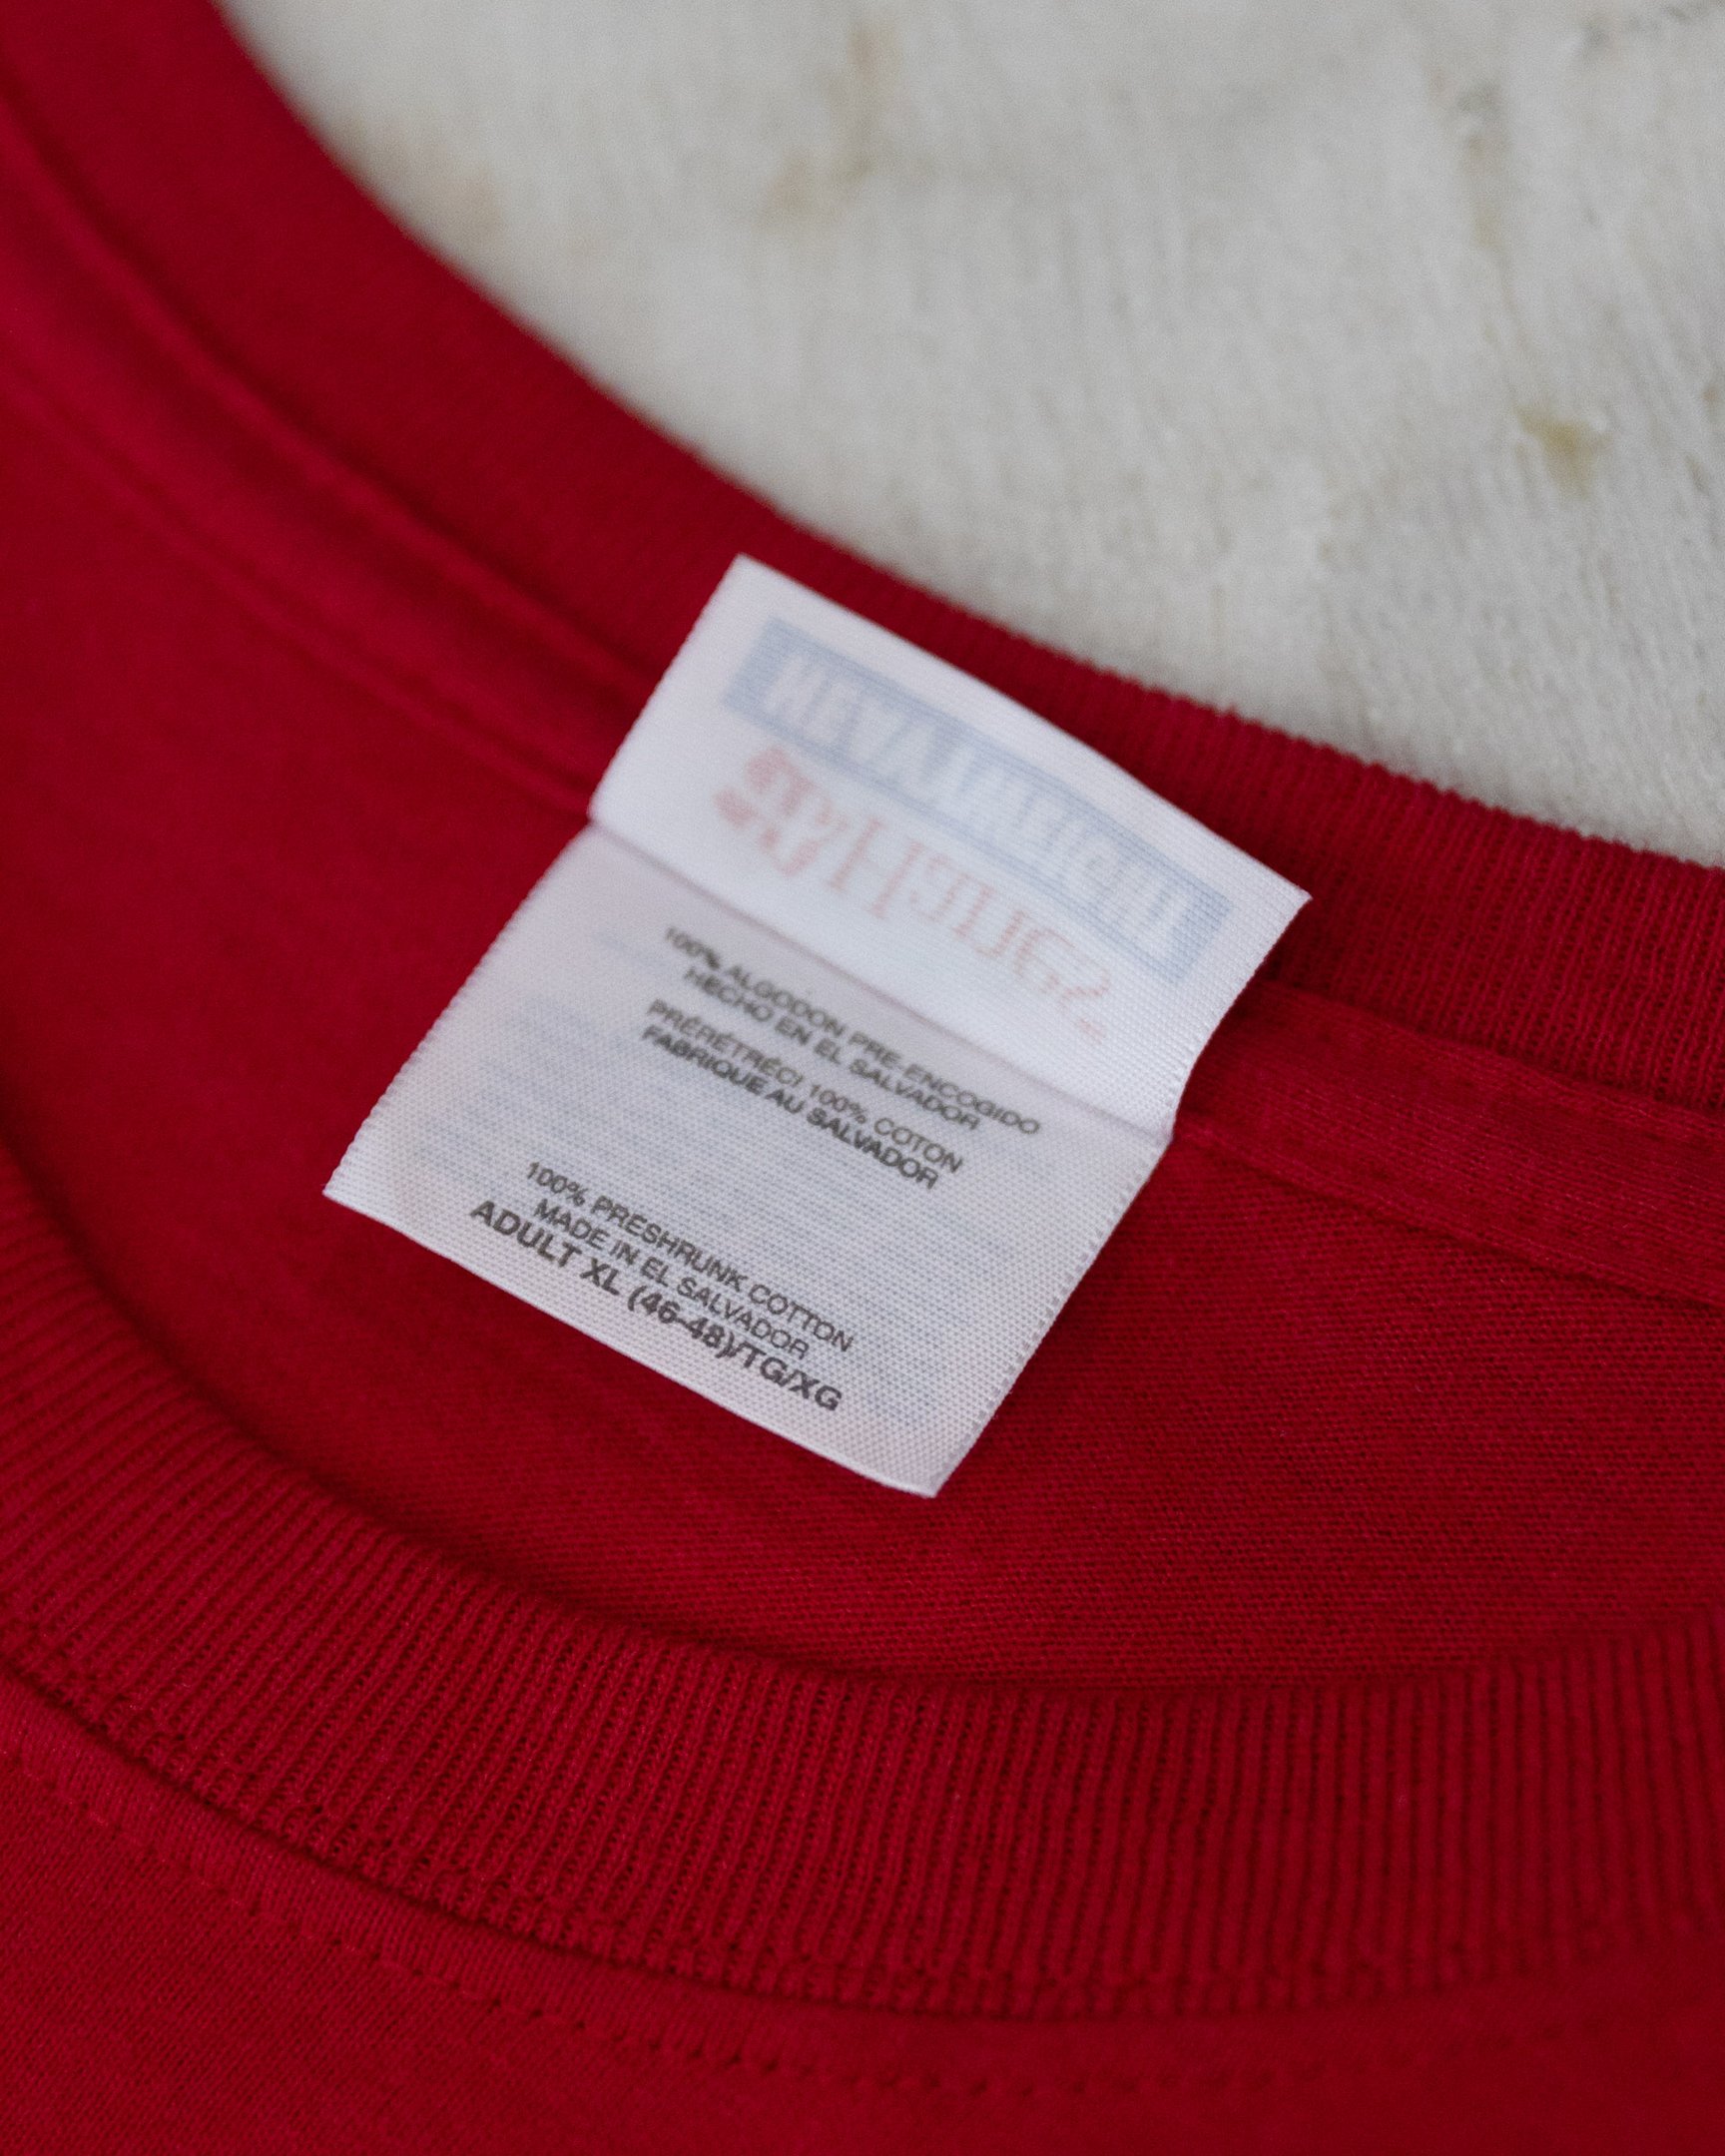 100% ALGODON PRE-ENCOGIDO
HECHO EN EL SALVADOR
PRÉRÉTRÉCI 100% COTON
FABRIQUE AU SALVADOR
100% PRESHRUNK COTTON
MADE IN EL SALVADOR
ADULT XL (46-48)/TG/XG